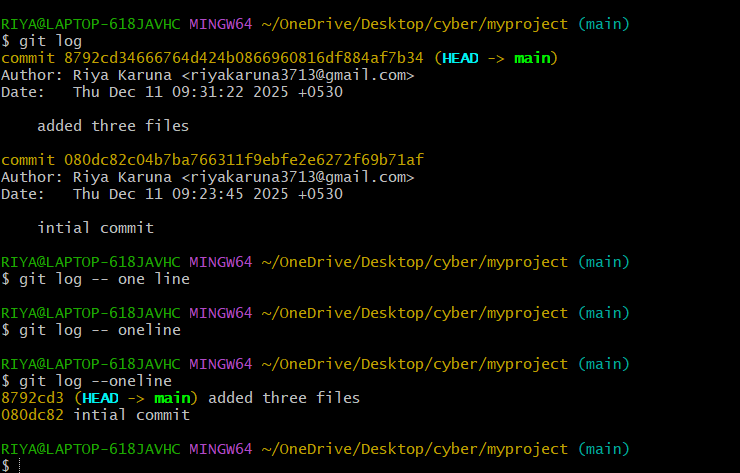 RIYA@LAPTOP-618JAVHC MINGW64 ~/OneDrive/Desktop/cyber/myproject (main)
$ git log
commit 8792cd34666764d424b0866960816df884af7b34 (HEAD -> main)
Author: Riya Karuna <riyakaruna3713@gmail.com>
Date:   Thu Dec 11 09:31:22 2025 +0530
    added three files
commit 080dc82c04b7ba766311f9ebfe2e6272f69b71af
Author: Riya Karuna <riyakaruna3713@gmail.com>
Date:   Thu Dec 11 09:23:45 2025 +0530
    intial commit
RIYA@LAPTOP-618JAVHC MINGW64 ~/OneDrive/Desktop/cyber/myproject (main)
$ git log -- one line
RIYA@LAPTOP-618JAVHC MINGW64 ~/OneDrive/Desktop/cyber/myproject (main)
$ git log -- oneline
RIYA@LAPTOP-618JAVHC MINGW64 ~/OneDrive/Desktop/cyber/myproject (main)
$ git log --oneline
8792cd3 (HEAD -> main) added three files
080dc82 intial commit
RIYA@LAPTOP-618JAVHC MINGW64 ~/OneDrive/Desktop/cyber/myproject (main)
$